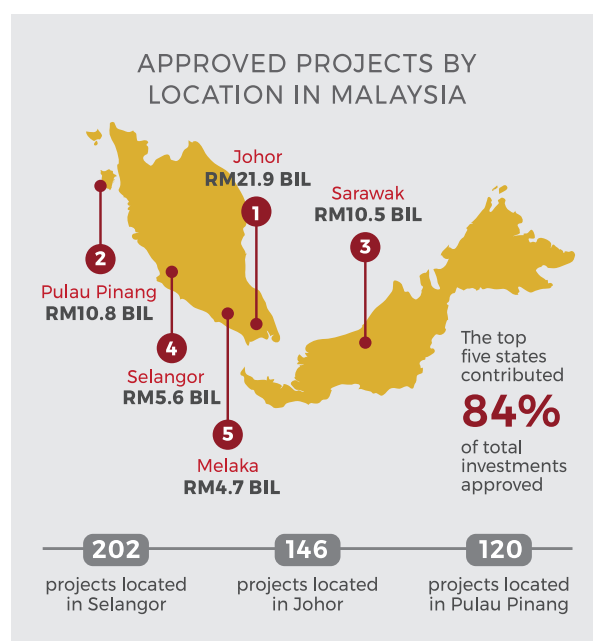 APPROVED PROJECTS BY
LOCATION IN MALAYSIA
Johor
RM21.9 BIL
1
Sarawak
RM10.5 BIL
3
2
Pulau Pinang
RM10.8 BIL
4
Selangor
RM5.6 BIL
5
Melaka
RM4.7 BIL
The top
five states
contributed
84%
of total
investments
approved
202
projects located
in Selangor
146
projects located
in Johor
120
projects located
in Pulau Pinang